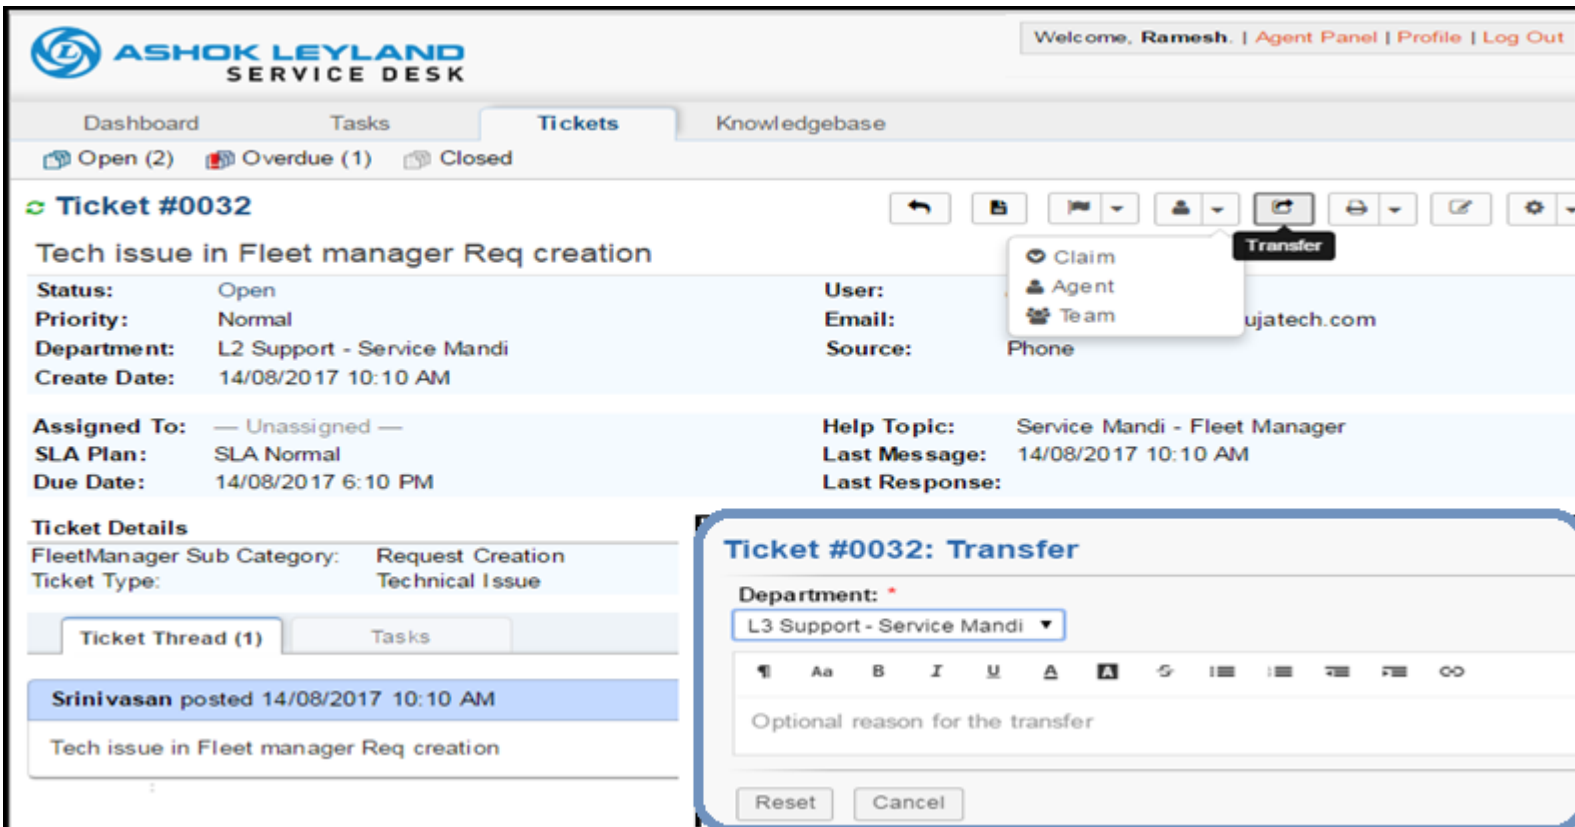 ASHOK LEYLAND
SERVICE DESK
Welcome, Ramesh. | Agent Panel | Profile | Log Out
Dashboard Tasks Tickets Knowledgebase
Open (2) Overdue (1) Closed
Ticket #0032
Transfer
Tech issue in Fleet manager Req creation
Claim
Agent
Team
Status: Open User:
Priority: Normal Email: ujatech.com
Department: L2 Support - Service Mandi Source: Phone
Create Date: 14/08/2017 10:10 AM
Assigned To: — Unassigned — Help Topic: Service Mandi - Fleet Manager
SLA Plan: SLA Normal Last Message: 14/08/2017 10:10 AM
Due Date: 14/08/2017 6:10 PM Last Response:
Ticket Details
FleetManager Sub Category: Request Creation
Ticket Type: Technical Issue
Ticket Thread (1) Tasks
Srinivasan posted 14/08/2017 10:10 AM
Tech issue in Fleet manager Req creation
Ticket #0032: Transfer
Department: *
L3 Support - Service Mandi
Aa B I U A A S
Optional reason for the transfer
Reset Cancel